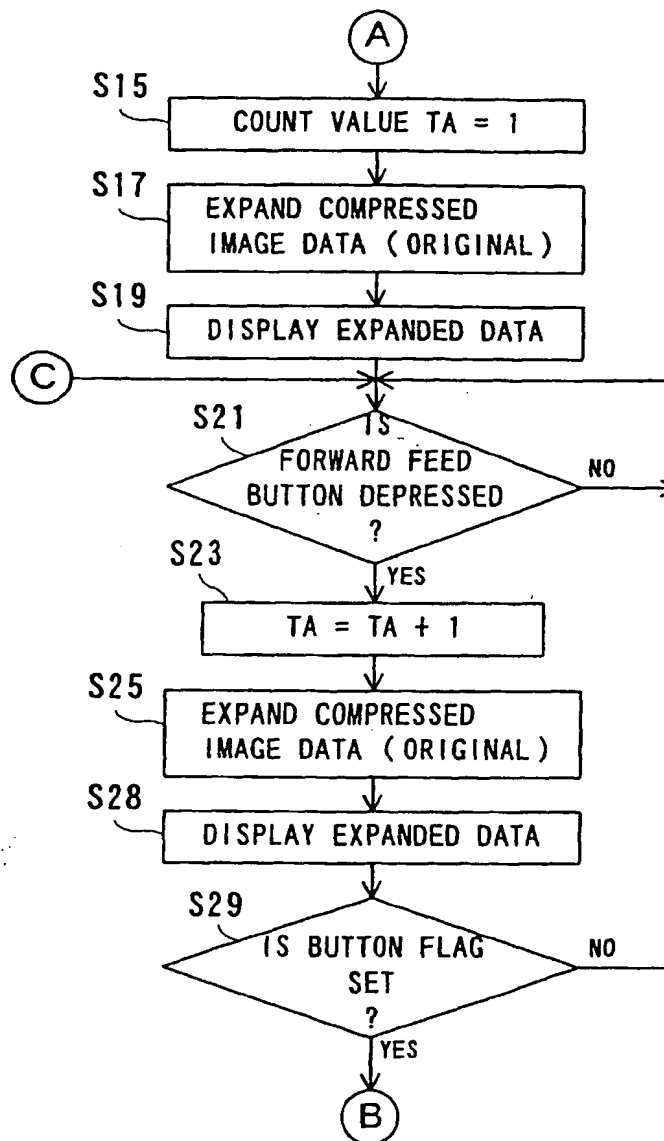 A
S15
COUNT VALUE TA = 1
S17
EXPAND COMPRESSED
IMAGE DATA (ORIGINAL)
S19
DISPLAY EXPANDED DATA
C
S21
IS
FORWARD FEED
BUTTON DEPRESSED
?
NO
YES
S23
TA = TA + 1
S25
EXPAND COMPRESSED
IMAGE DATA (ORIGINAL)
S28
DISPLAY EXPANDED DATA
S29
IS BUTTON FLAG
SET
?
NO
YES
B